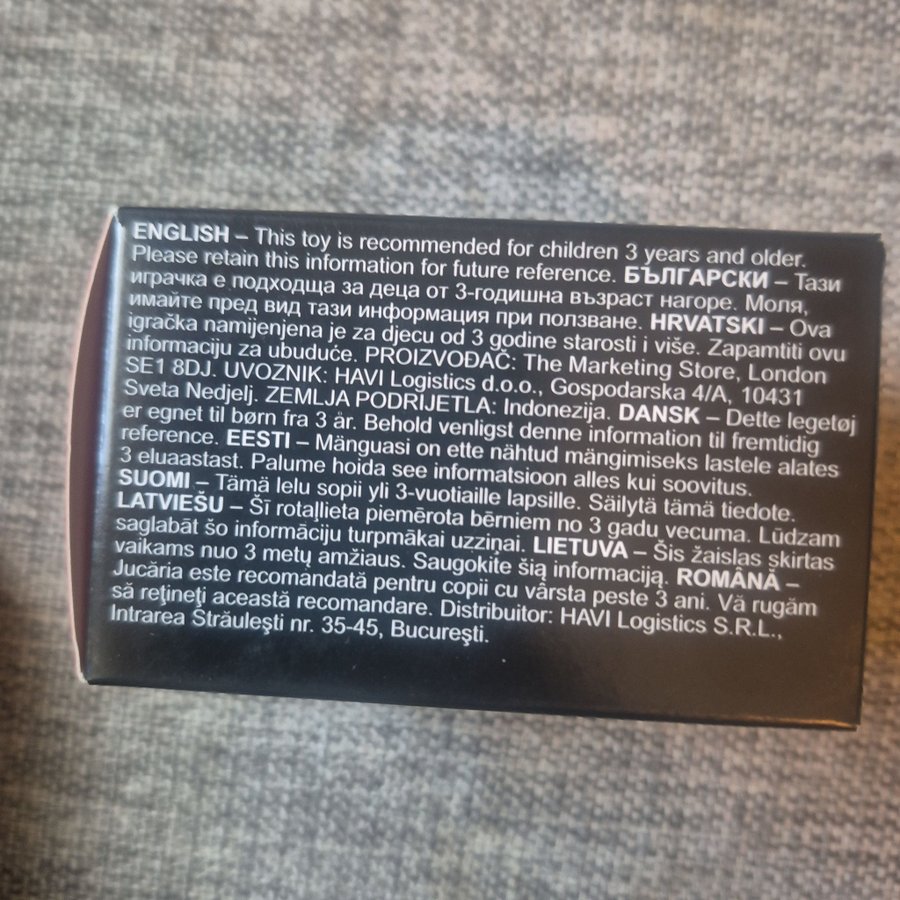 ENGLISH – This toy is recommended for children 3 years and older.
Please retain this information for future reference. БЪЛГАРСКИ – Тази
играчка е подходяща за деца от 3-годишна възраст нагоре. Моля,
имайте пред вид тази информация при ползване. HRVATSKI – Ova
igračka namijenjena je za djecu od 3 godine starosti i više. Zapamtiti ovu
informaciju za ubuduće. PROIZVOĐAČ: The Marketing Store, London
SE1 8DJ. UVOZNIK: HAVI Logistics d.o.o., Gospodarska 4/A, 10431
Sveta Nedjelj. ZEMLJA PODRIJETLA: Indonezija. DANSK – Dette legetøj
er egnet til børn fra 3 år. Behold venligst denne information til fremtidig
reference. EESTI – Mänguasi on ette nähtud mängimiseks lastele alates
3 eluaastast. Palume hoida see informatsioon alles kui soovitus.
SUOMI – Tämä lelu sopii yli 3-vuotiaille lapsille. Säilytä tämä tiedote.
LATVIEŠU – Šī rotaļlieta piemērota bērniem no 3 gadu vecuma. Lūdzam
saglabāt šo informāciju turpmākai uzziņai. LIETUVA – Šis žaislas skirtas
vaikams nuo 3 metų amžiaus. Saugokite šią informaciją. ROMÂNĂ –
Jucăria este recomandată pentru copii cu vârsta peste 3 ani. Vă rugăm
să reţineţi această recomandare. Distribuitor: HAVI Logistics S.R.L.,
Intrarea Străuleşti nr. 35-45, Bucureşti.